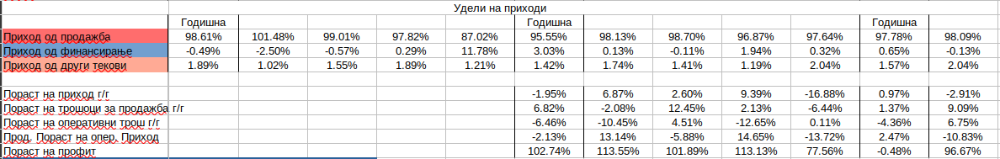 Удели на приходи
Годишна Годишна Годишна
Приход од продажба 98.61% 101.48% 99.01% 97.82% 87.02% 95.55% 98.13% 98.70% 96.87% 97.64% 97.78% 98.09%
Приход од финансирање -0.49% -2.50% -0.57% 0.29% 11.78% 3.03% 0.13% -0.11% 1.94% 0.32% 0.65% -0.13%
Приход од други текови 1.89% 1.02% 1.55% 1.89% 1.21% 1.42% 1.74% 1.41% 1.19% 2.04% 1.57% 2.04%
Пораст на приход г/г -1.95% 6.87% 2.60% 9.39% -16.88% 0.97% -2.91%
Пораст на трошоци за продажба г/г 6.82% -2.08% 12.45% 2.13% -6.44% 1.37% 9.09%
Пораст на оперативни трош г/г -6.46% -10.45% 4.51% -12.65% 0.11% -4.36% 6.75%
Прод. Пораст на опер. Приход -2.13% 13.14% -5.88% 14.65% -13.72% 2.47% -10.83%
Пораст на профит 102.74% 113.55% 101.89% 113.13% 77.56% -0.48% 96.67%